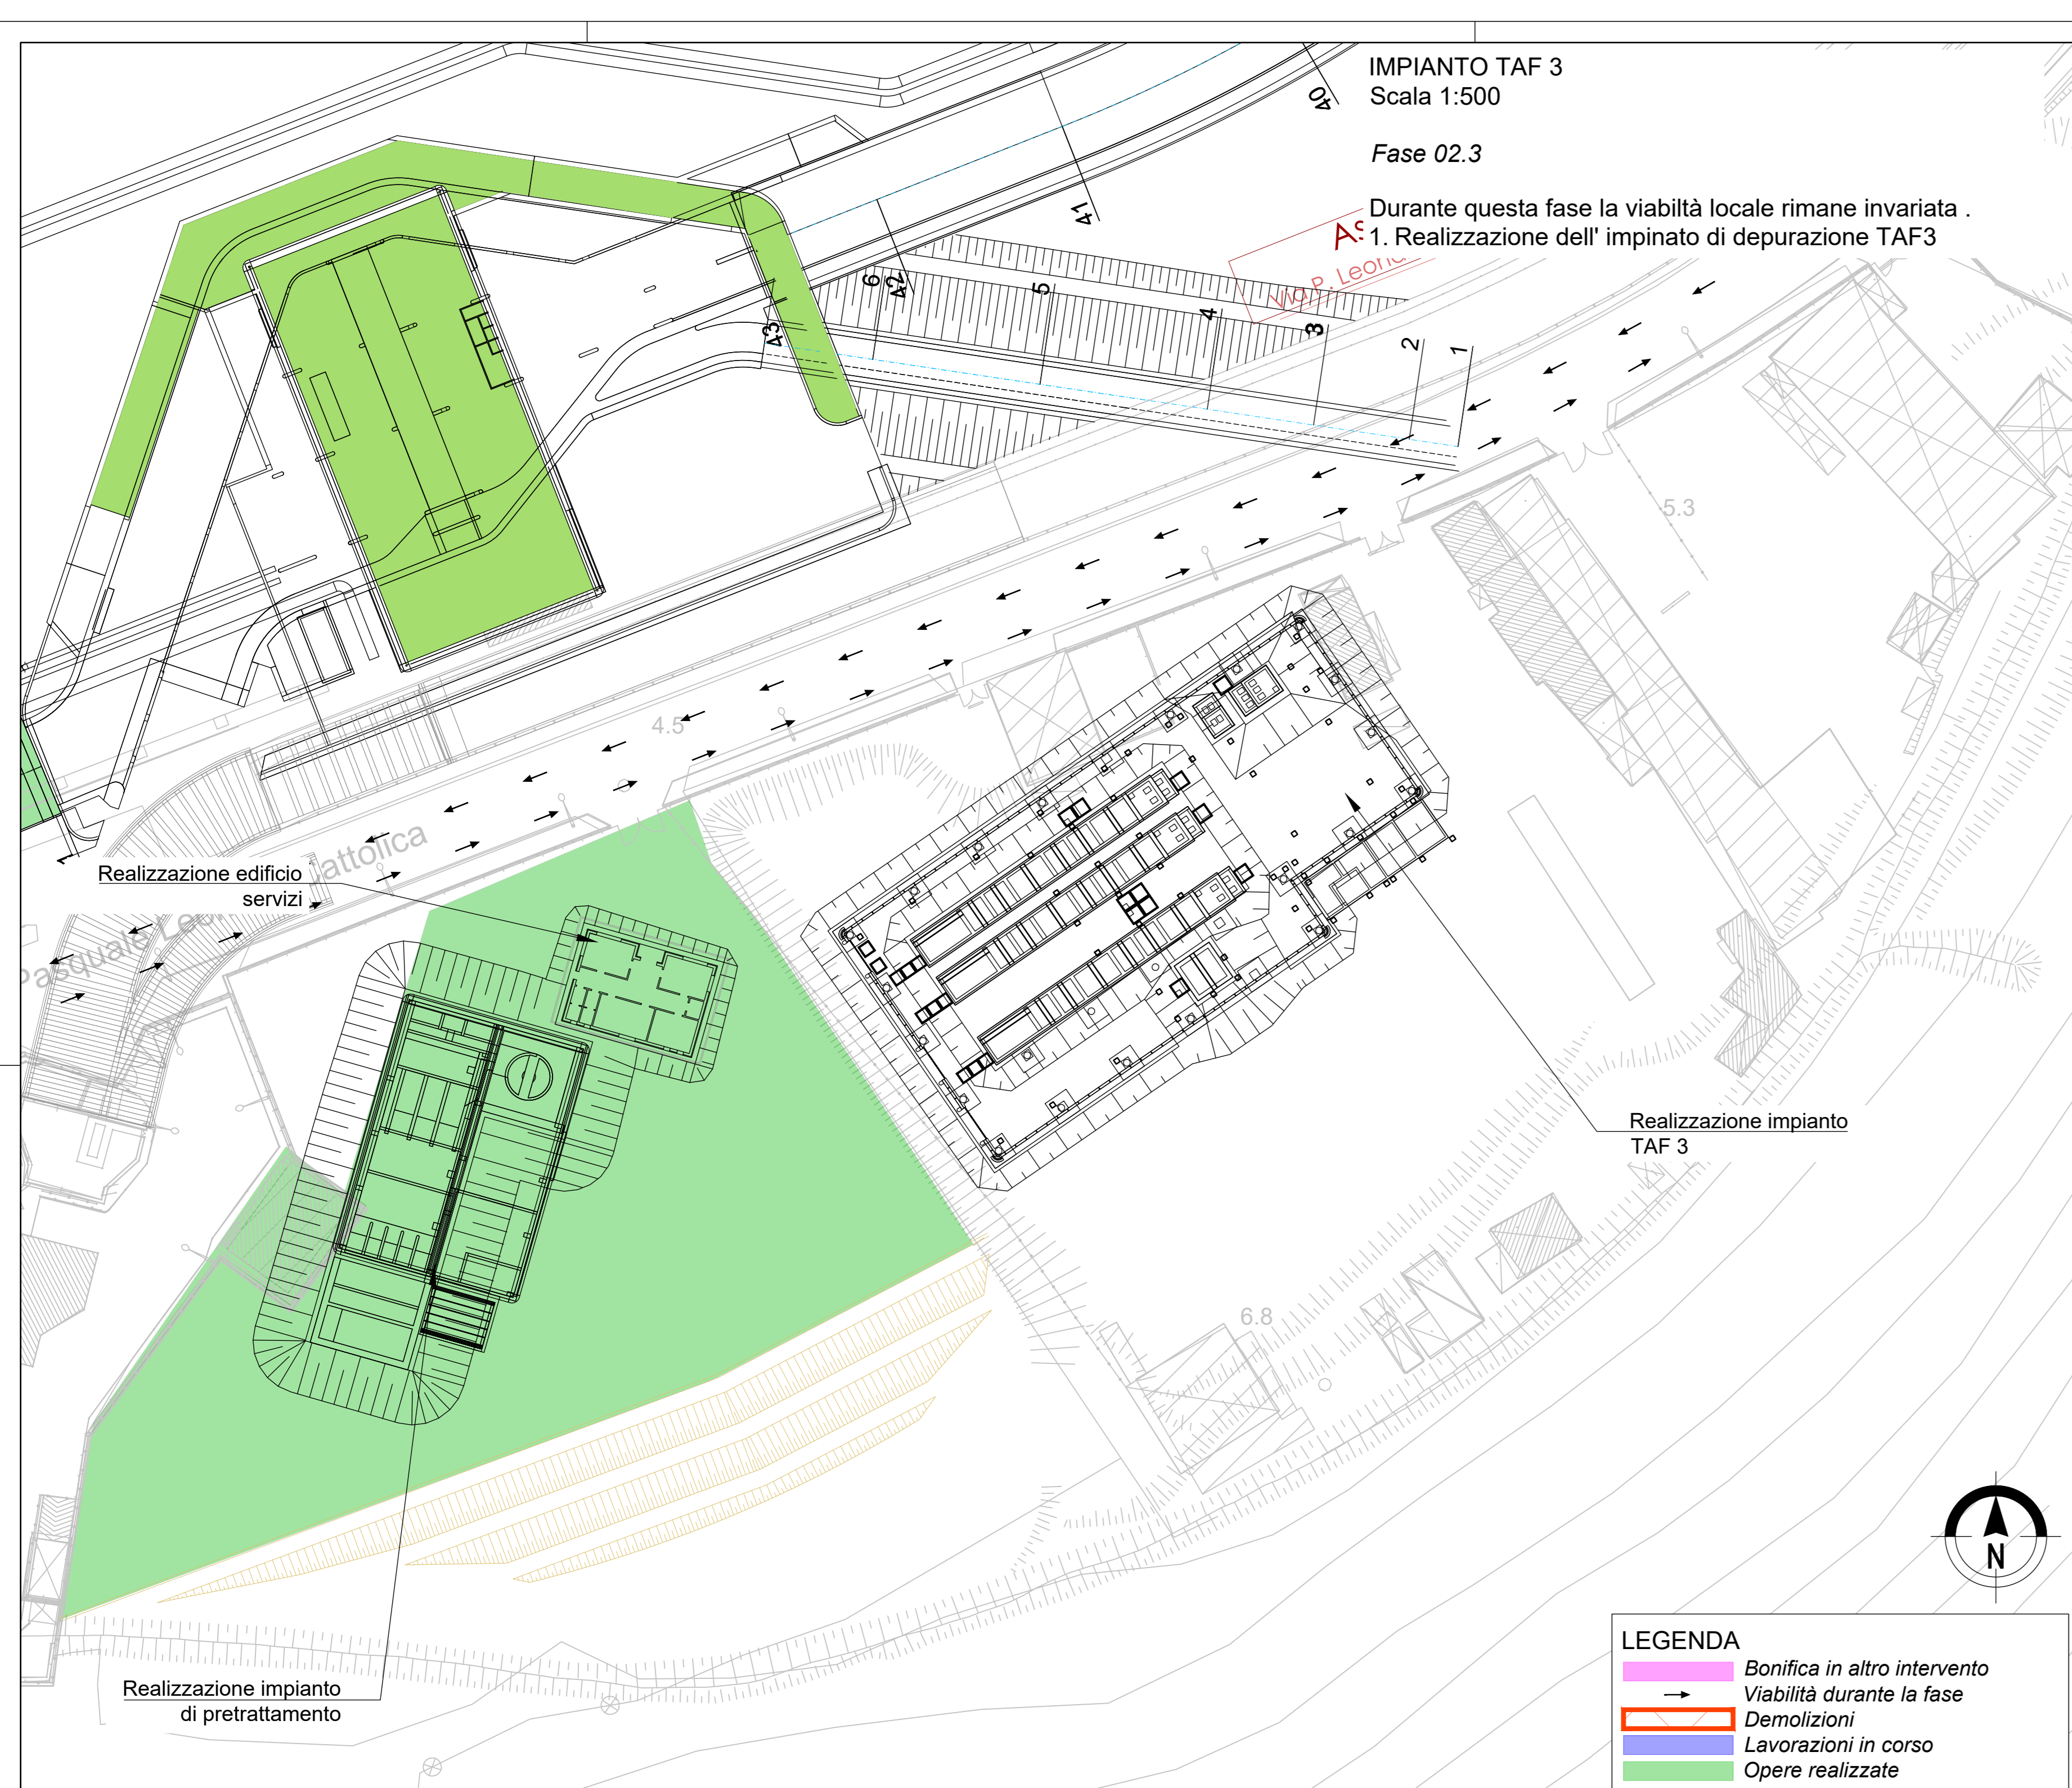 IMPIANTO TAF 3
Scala 1:500
Fase 02.3
Durante questa fase la viabiltà locale rimane invariata .
1. Realizzazione dell' impinato di depurazione TAF3
Via P.
40
41
6
42
5
43
4
3
2
1
5.3
4.5
Realizzazione edificio
servizi
Pasquale
Realizzazione impianto
TAF 3
6.8
Realizzazione impianto
di pretrattamento
N
LEGENDA
Bonifica in altro intervento
Viabilità durante la fase
Demolizioni
Lavorazioni in corso
Opere realizzate